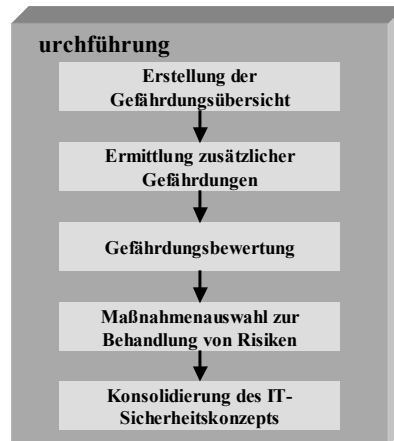 urchführung
Erstellung der
Gefährdungsübersicht
Ermittlung zusätzlicher
Gefährdungen
Gefährdungsbewertung
Maßnahmenauswahl zur
Behandlung von Risiken
Konsolidierung des IT-
Sicherheitskonzepts